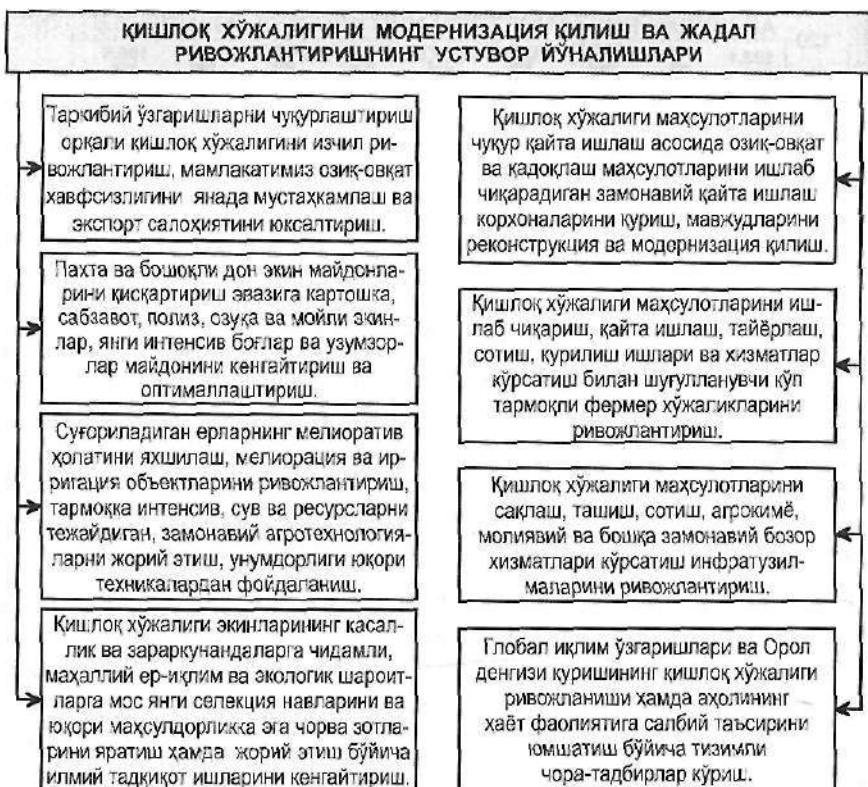 ҚИШЛОҚ ХЎЖАЛИГИНИ МОДЕРНИЗАЦИЯ ҚИЛИШ ВА ЖАДАЛ
РИВОЖЛАНТИРИШНИНГ УСТУВОР ЙЎНАЛИШЛАРИ
Таркибий ўзгаришларни чуқурлаштириш
орқали қишлоқ хўжалигини изчил ри-
вожлантириш, мамлакатимиз озиқ-овқат
хавфсизлигини янада мустаҳкамлаш ва
экспорт салоҳиятини юксалтириш.
Пахта ва бошоқли дон экин майдонла-
рини қисқартириш эвазига картошка,
сабзавот, полиз, озуқа ва мойли экин-
лар, янги интенсив боғлар ва узумзор-
лар майдонини кенгайтириш ва
оптималлаштириш.
Суғориладиган ерларнинг мелиоратив
ҳолатини яхшилаш, мелиорация ва ир-
ригация объектларини ривожлантириш,
тармоққа интенсив, сув ва ресурсларни
тежайдиган, замонавий агротехнология-
ларни жорий этиш, унумдорлиги юқори
техникалардан фойдаланиш.
Қишлоқ хўжалиги экинларининг касал-
лик ва зараркунандаларга чидамли,
маҳаллий ер-иқлим ва экологик шароит-
ларга мос янги селекция навларини ва
юқори маҳсулдорликка эга чорва зотла-
рини яратиш ҳамда жорий этиш бўйича
илмий тадқиқот ишларини кенгайтириш.
Қишлоқ хўжалиги маҳсулотларини
чуқур қайта ишлаш асосида озиқ-овқат
ва қадоқлаш маҳсулотларини ишлаб
чиқарадиган замонавий қайта ишлаш
корхоналарини қуриш, мавжудларини
реконструкция ва модернизация қилиш.
Қишлоқ хўжалиги маҳсулотларини иш-
лаб чиқариш, қайта ишлаш, тайёрлаш,
сотиш, қурилиш ишлари ва хизматлар
кўрсатиш билан шуғулланувчи кўп
тармоқли фермер хўжаликларини
ривожлантириш.
Қишлоқ хўжалиги маҳсулотларини
сақлаш, ташиш, сотиш, агрокимё,
молиявий ва бошқа замонавий бозор
хизматлари кўрсатиш инфратузил-
маларини ривожлантириш.
Глобал иқлим ўзгаришлари ва Орол
денгизи қуришининг қишлоқ хўжалиги
ривожланиши ҳамда аҳолининг
ҳаёт фаолиятига салбий таъсирини
юмшатиш бўйича тизимли
чора-тадбирлар кўриш.